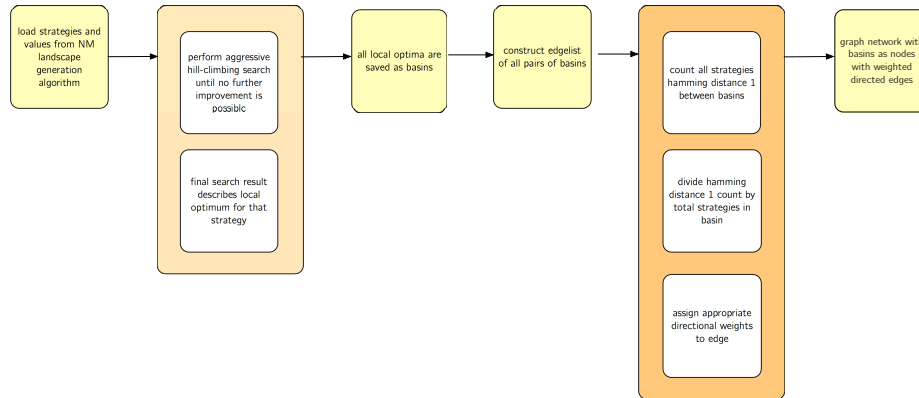 load strategies and
values from NM
landscape
generation
algorithm
perform aggressive
hill-climbing search
until no further
improvement is
possible
final search result
describes local
optimum for that
strategy
all local optima are
saved as basins
construct edgelist
of all pairs of basins
count all strategies
hamming distance 1
between basins
divide hamming
distance 1 count by
total strategies in
basin
assign appropriate
directional weights
to edge
graph network with
basins as nodes
with weighted
directed edges